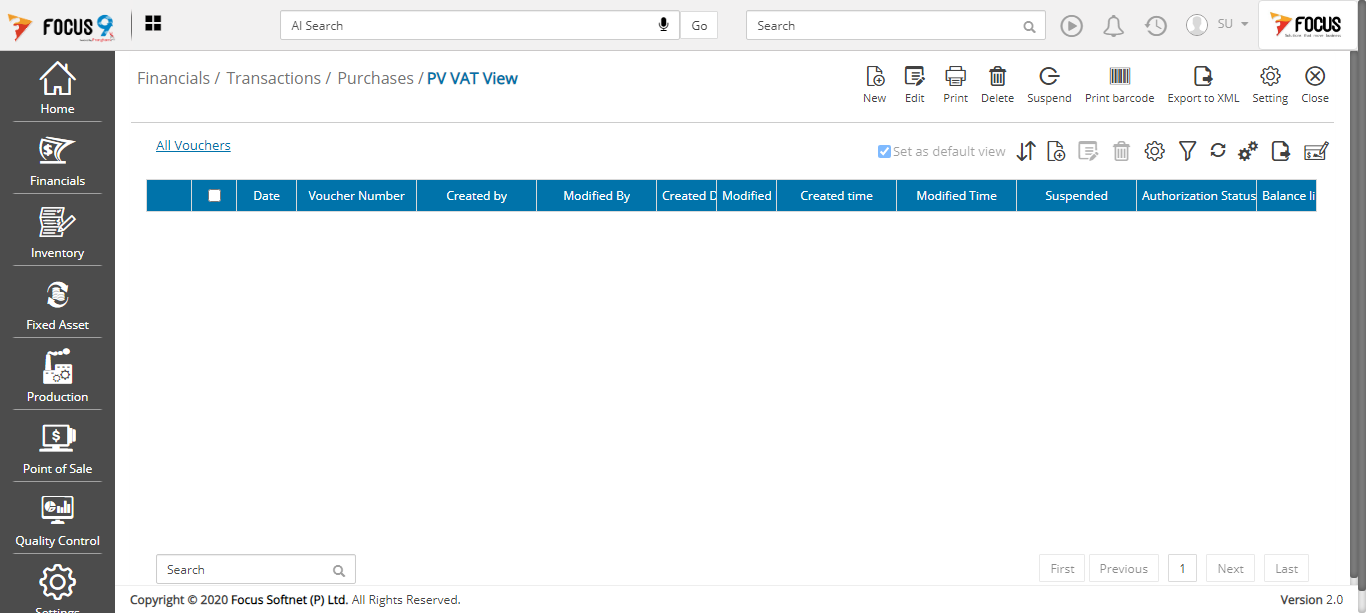 FOCUS 9
AI Search
Go
Search
SU
FOCUS
Home
Financials
Inventory
Fixed Asset
Production
Point of Sale
Quality Control
Settings
Financials / Transactions / Purchases / PV VAT View
New
Edit
Print
Delete
Suspend
Print barcode
Export to XML
Setting
Close
All Vouchers
Set as default view
Date
Voucher Number
Created by
Modified By
Created D
Modified
Created time
Modified Time
Suspended
Authorization Status
Balance li
Search
First
Previous
1
Next
Last
Copyright © 2020 Focus Softnet (P) Ltd. All Rights Reserved.
Version 2.0